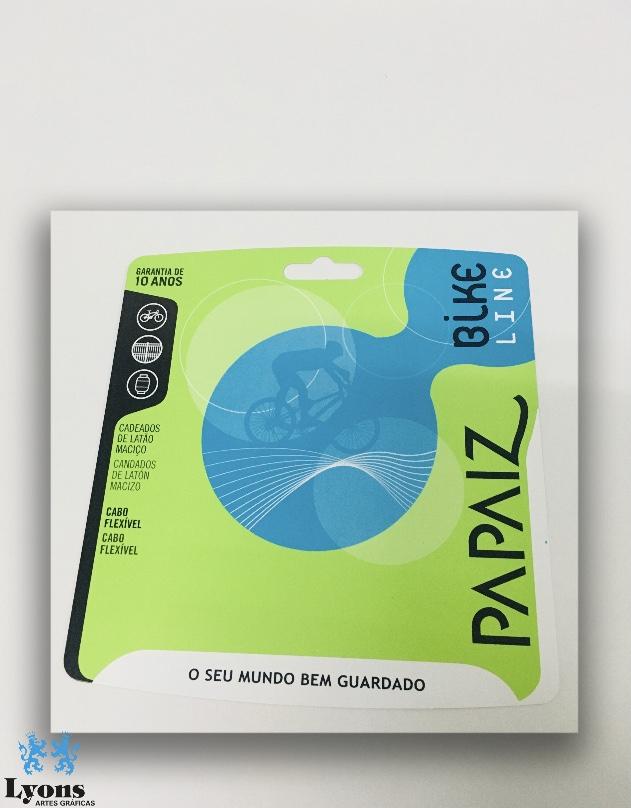 GARANTIA DE
10 ANOS
CADEADOS
DE LATÃO
MACIÇO
CANDADOS
DE LATÓN
MACIZO
CABO
FLEXÍVEL
CABO
FLEXÍVEL
BiKE
LINE
PAPAIZ
O SEU MUNDO BEM GUARDADO
Lyons
ARTES GRÁFICAS